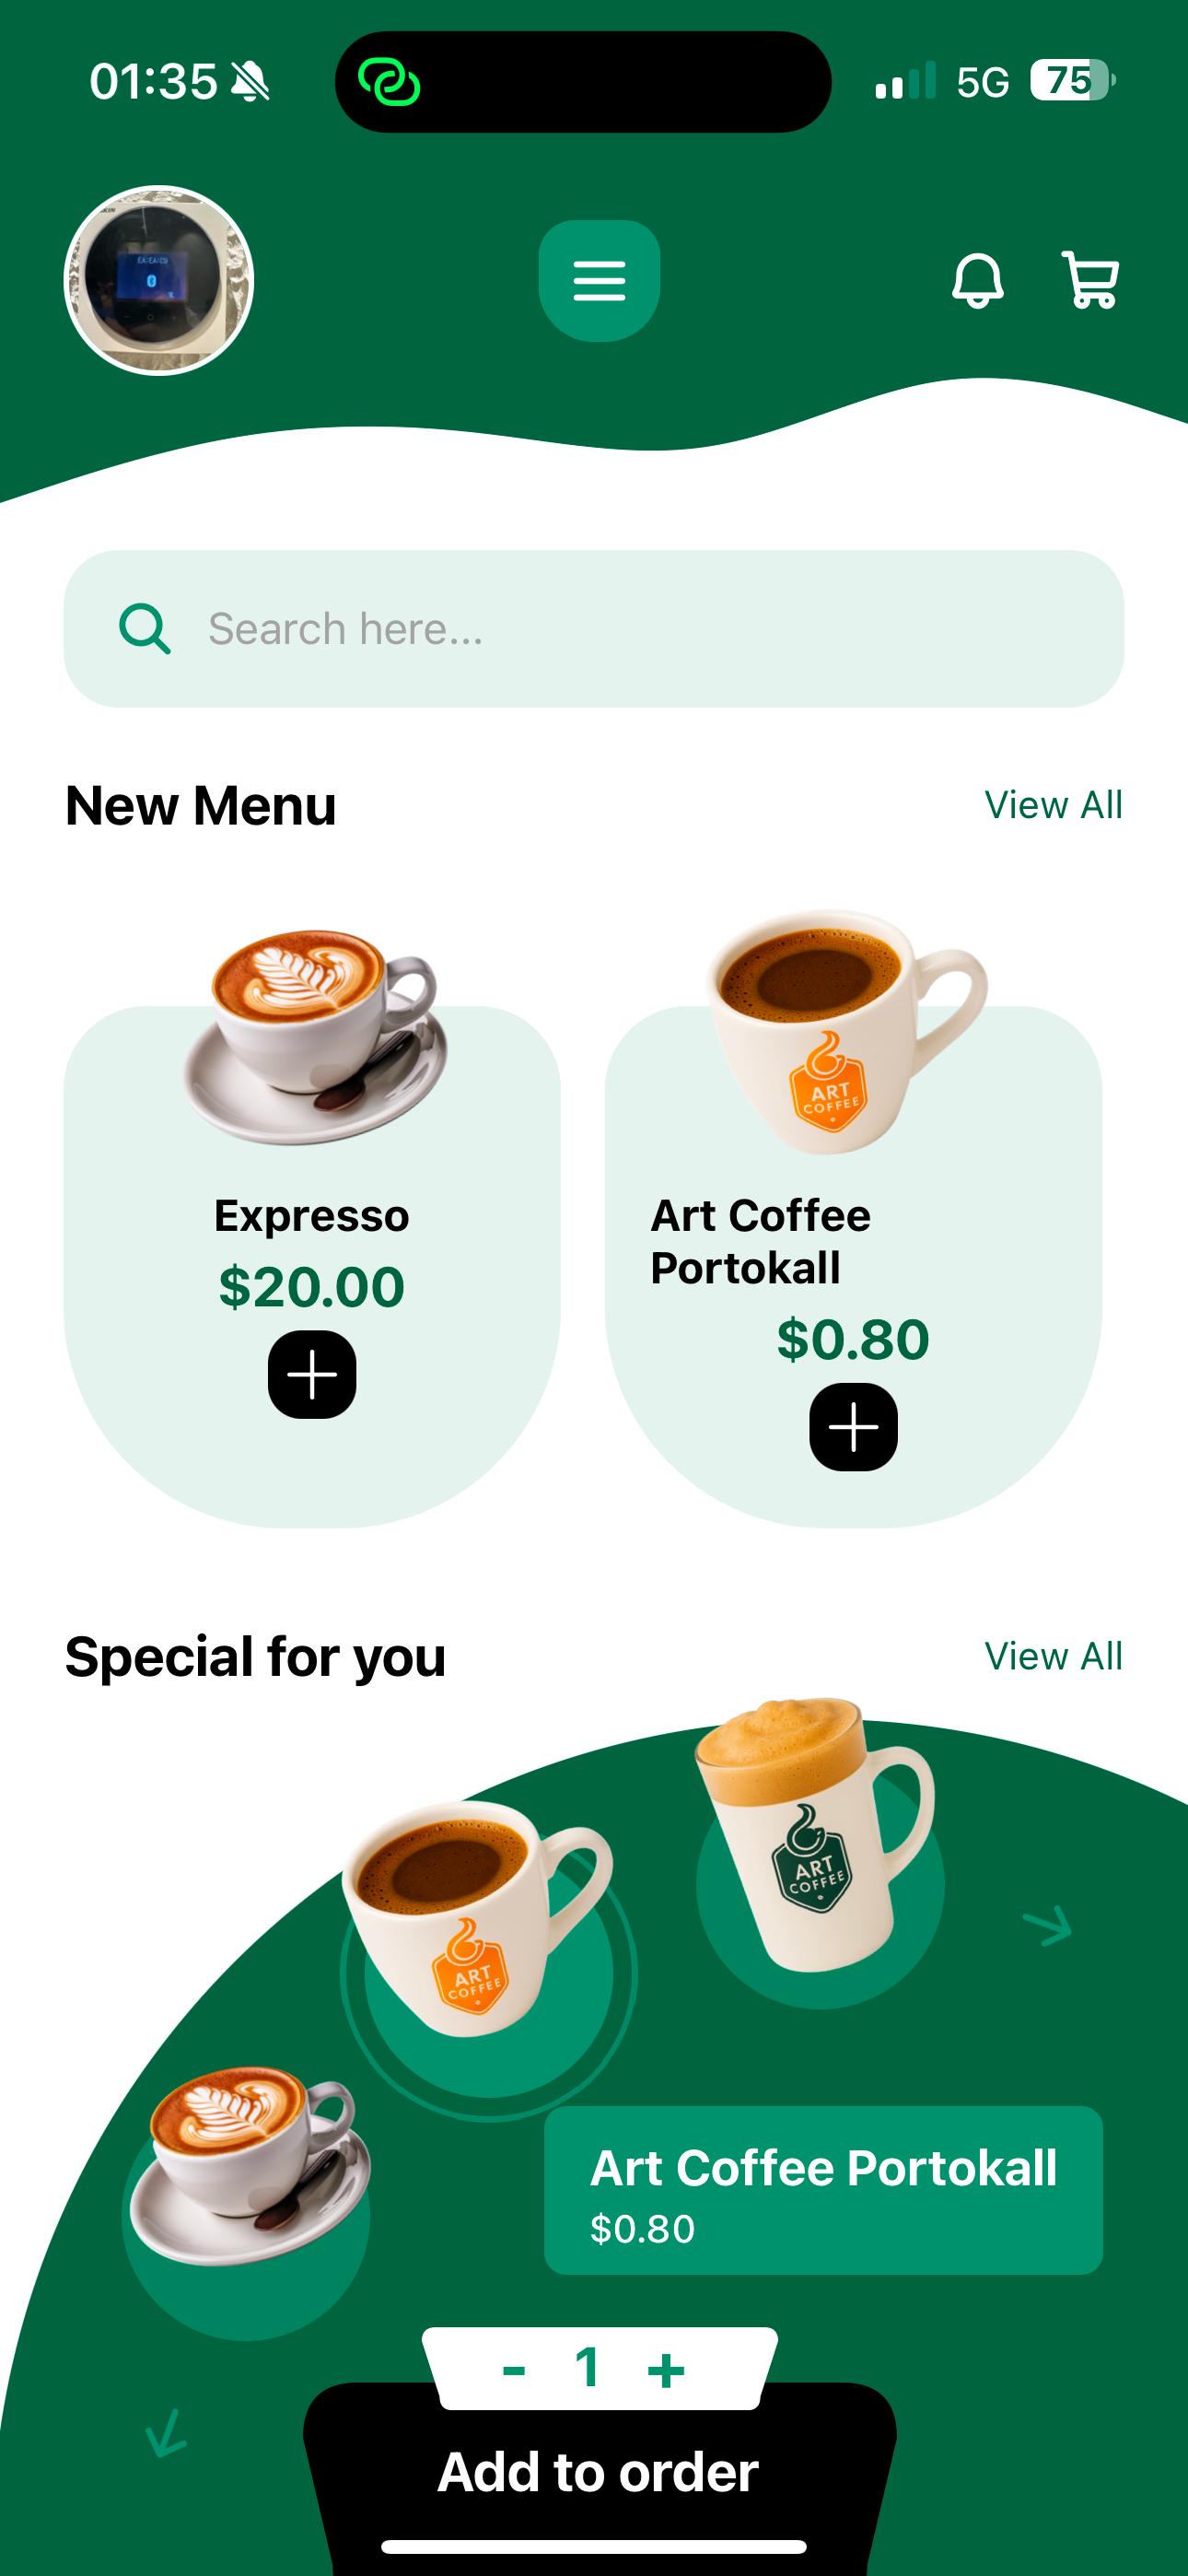 01:35
5G
75
Search here...
New Menu
View All
ART
COFFEE
Expresso
$20.00
Art Coffee
Portokall
$0.80
Special for you
View All
ART
COFFEE
ART
COFFEE
Art Coffee Portokall
$0.80
- 1 +
Add to order